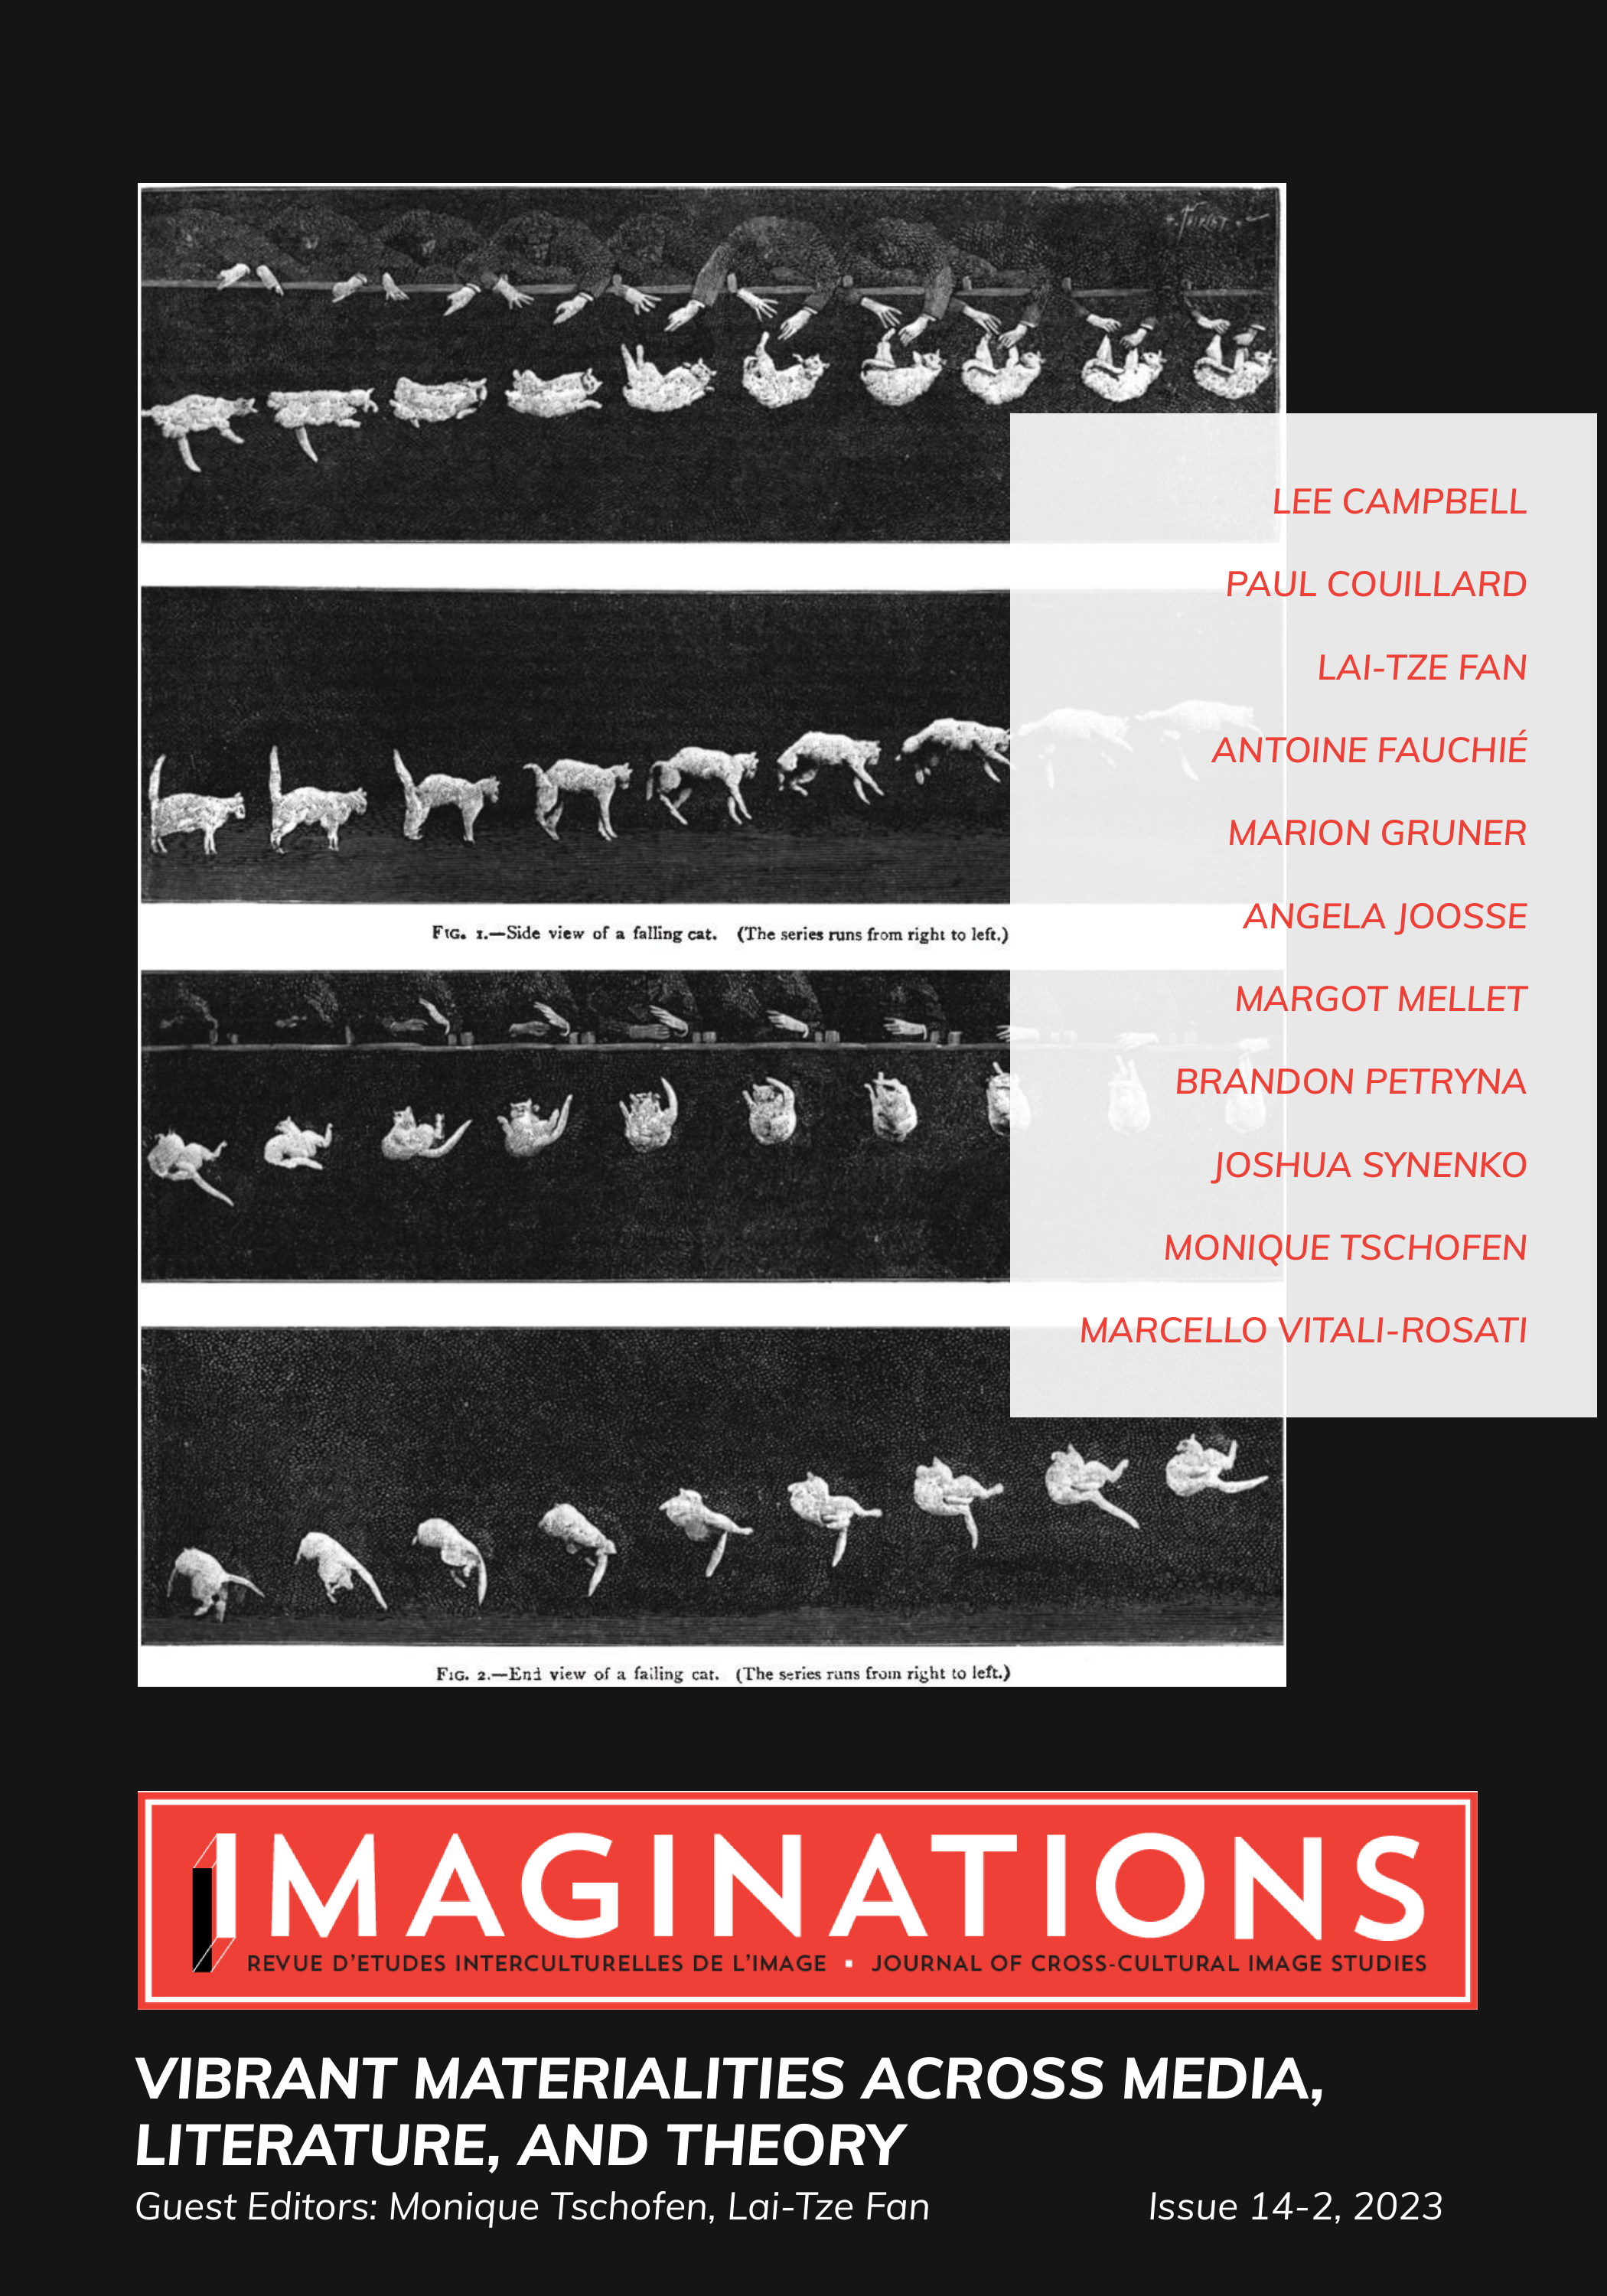 LEE CAMPBELL
PAUL COUILLARD
LAI-TZE FAN
ANTOINE FAUCHIÉ
MARION GRUNER
ANGELA JOOSSE
MARGOT MELLET
BRANDON PETRYNA
JOSHUA SYNENKO
MONIQUE TSCHOFEN
MARCELLO VITALI-ROSATI
FIG. 1.—Side view of a falling cat. (The series runs from right to left.)
FIG. 2.—End view of a falling cat. (The series runs from right to left.)
IMAGINATIONS
REVUE D'ETUDES INTERCULTURELLES DE L'IMAGE ▪ JOURNAL OF CROSS-CULTURAL IMAGE STUDIES
VIBRANT MATERIALITIES ACROSS MEDIA,
LITERATURE, AND THEORY
Guest Editors: Monique Tschofen, Lai-Tze Fan
Issue 14-2, 2023